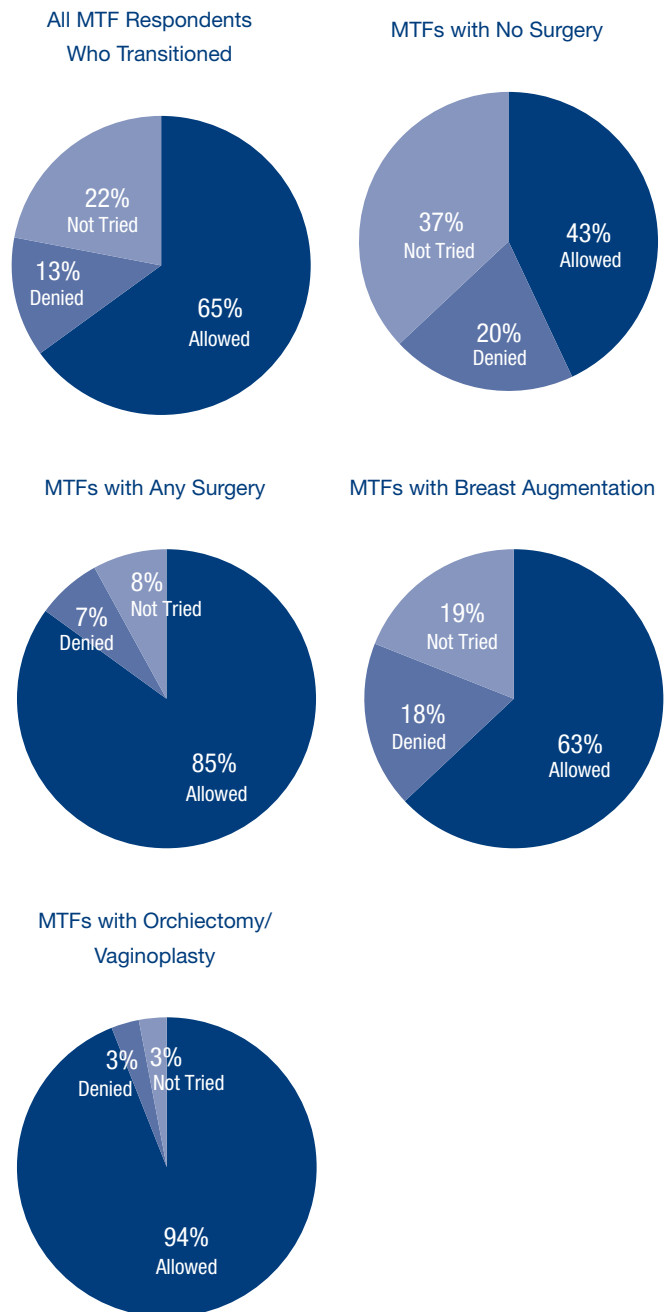 All MTF Respondents
Who Transitioned
22%
Not Tried
13%
Denied
65%
Allowed
MTFs with No Surgery
37%
Not Tried
43%
Allowed
20%
Denied
MTFs with Any Surgery
8%
Not Tried
7%
Denied
85%
Allowed
MTFs with Breast Augmentation
19%
Not Tried
18%
Denied
63%
Allowed
MTFs with Orchiectomy/
Vaginoplasty
3%
Denied
3%
Not Tried
94%
Allowed